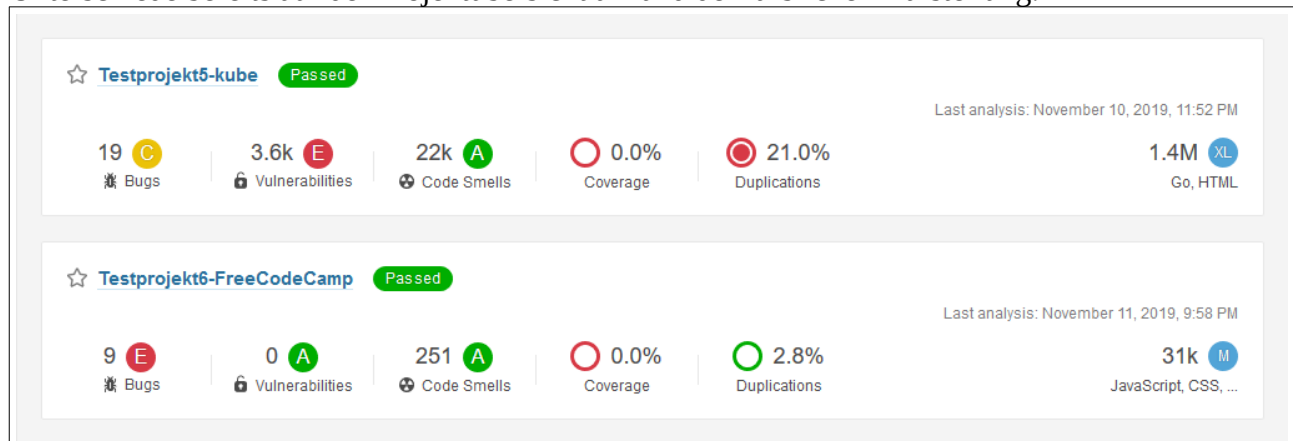 Testprojekt5-kube Passed
Last analysis: November 10, 2019, 11:52 PM
19 C 3.6k E 22k A 0.0% 21.0% 1.4M XL
Bugs Vulnerabilities Code Smells Coverage Duplications Go, HTML
Testprojekt6-FreeCodeCamp Passed
Last analysis: November 11, 2019, 9:58 PM
9 E 0 A 251 A 0.0% 2.8% 31k M
Bugs Vulnerabilities Code Smells Coverage Duplications JavaScript, CSS, ...